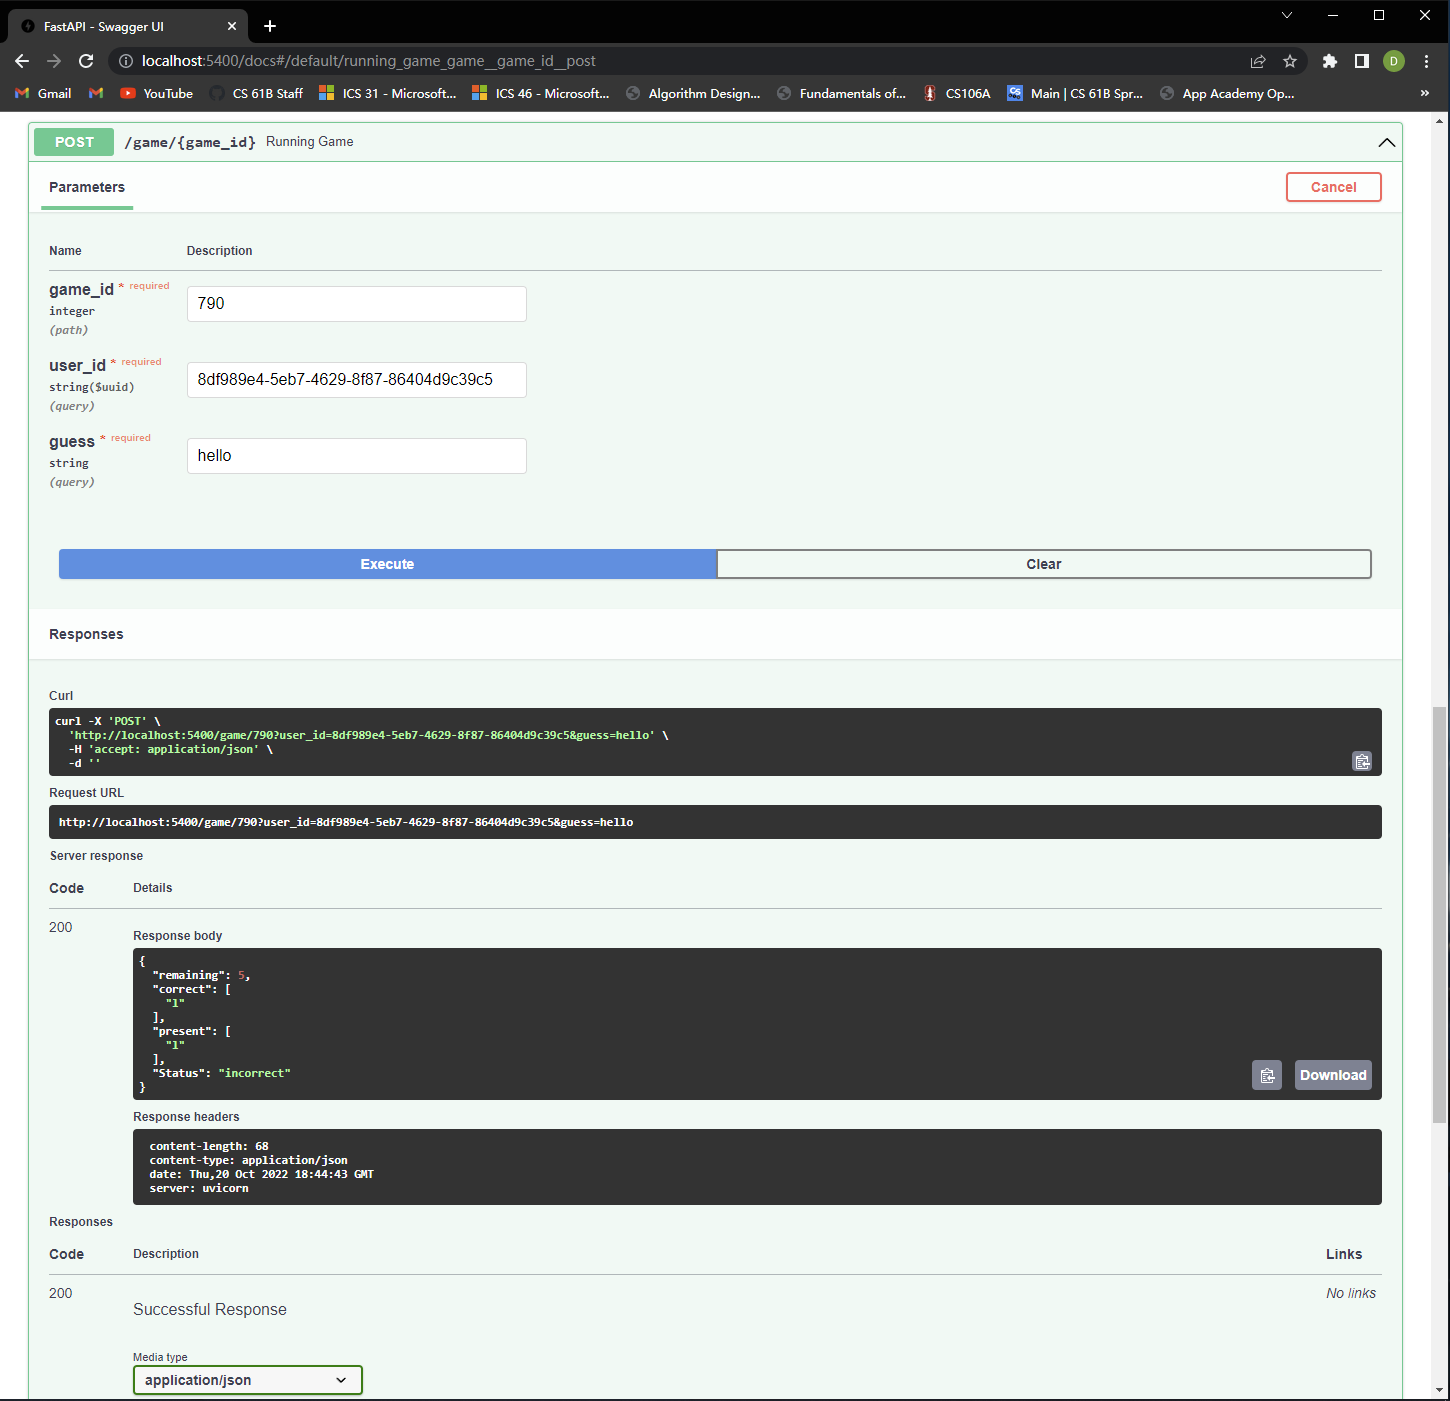 FastAPI - Swagger UI
localhost:5400/docs#/default/running_game_game__game_id__post
D
Gmail
YouTube
CS 61B Staff
ICS 31 - Microsoft...
ICS 46 - Microsoft...
Algorithm Design...
Fundamentals of...
CS106A
Main | CS 61B Spr...
App Academy Op...
»
POST /game/{game_id} Running Game
Parameters
Cancel
Name Description
game_id * required
integer
(path)
790
user_id * required
string($uuid)
(query)
8df989e4-5eb7-4629-8f87-86404d9c39c5
guess * required
string
(query)
hello
Execute
Clear
Responses
Curl
curl -X 'POST' \
'http://localhost:5400/game/790?user_id=8df989e4-5eb7-4629-8f87-86404d9c39c5&guess=hello' \
-H 'accept: application/json' \
-d ''
Request URL
http://localhost:5400/game/790?user_id=8df989e4-5eb7-4629-8f87-86404d9c39c5&guess=hello
Server response
Code Details
200
Response body
{
"remaining": 5,
"correct": [
"l"
],
"present": [
"l"
],
"Status": "incorrect"
}
Download
Response headers
content-length: 68
content-type: application/json
date: Thu,20 Oct 2022 18:44:43 GMT
server: uvicorn
Responses
Code Description Links
200
Successful Response
No links
Media type
application/json